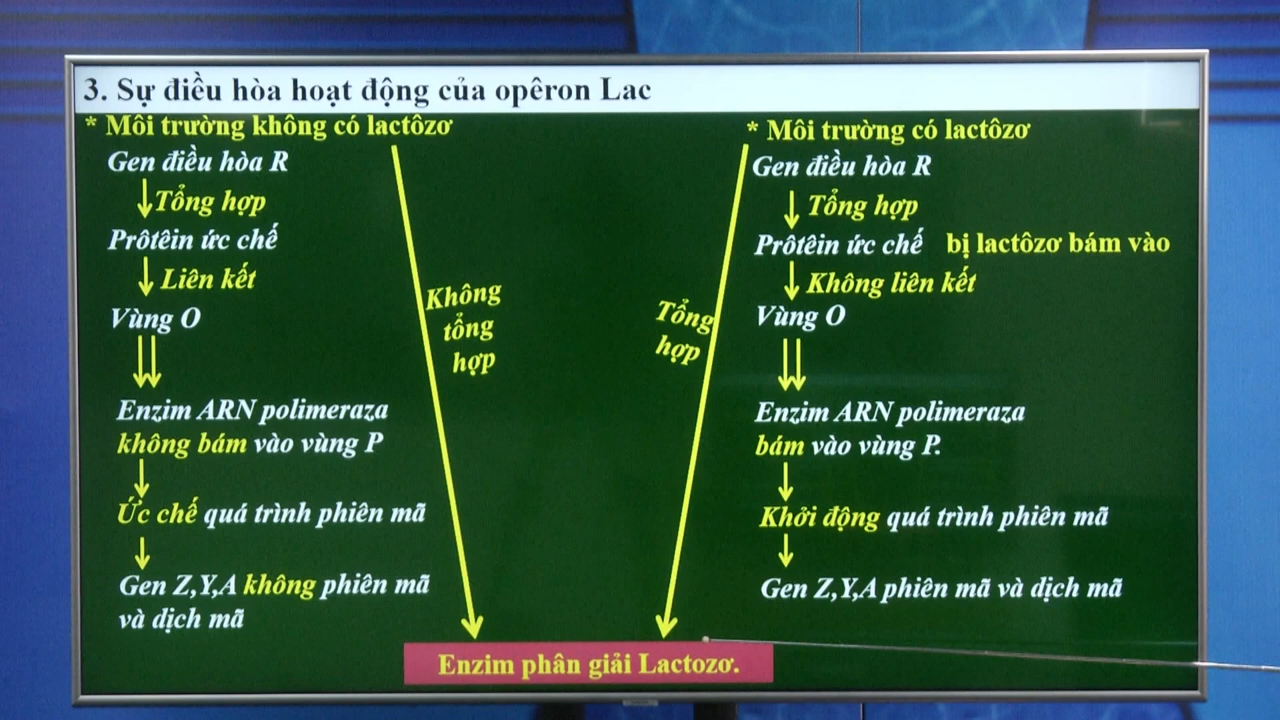 3. Sự điều hòa hoạt động của opêron Lac
* Môi trường không có lactôzơ
Gen điều hòa R
Tổng hợp
Prôtêin ức chế
Liên kết
Vùng O
Enzim ARN polimeraza
không bám vào vùng P
Ức chế quá trình phiên mã
Gen Z,Y,A không phiên mã
và dịch mã
Không
tổng
hợp
* Môi trường có lactôzơ
Gen điều hòa R
Tổng hợp
Prôtêin ức chế bị lactôzơ bám vào
Không liên kết
Vùng O
Enzim ARN polimeraza
bám vào vùng P.
Khởi động quá trình phiên mã
Gen Z,Y,A phiên mã và dịch mã
Tổng
hợp
Enzim phân giải Lactozơ.